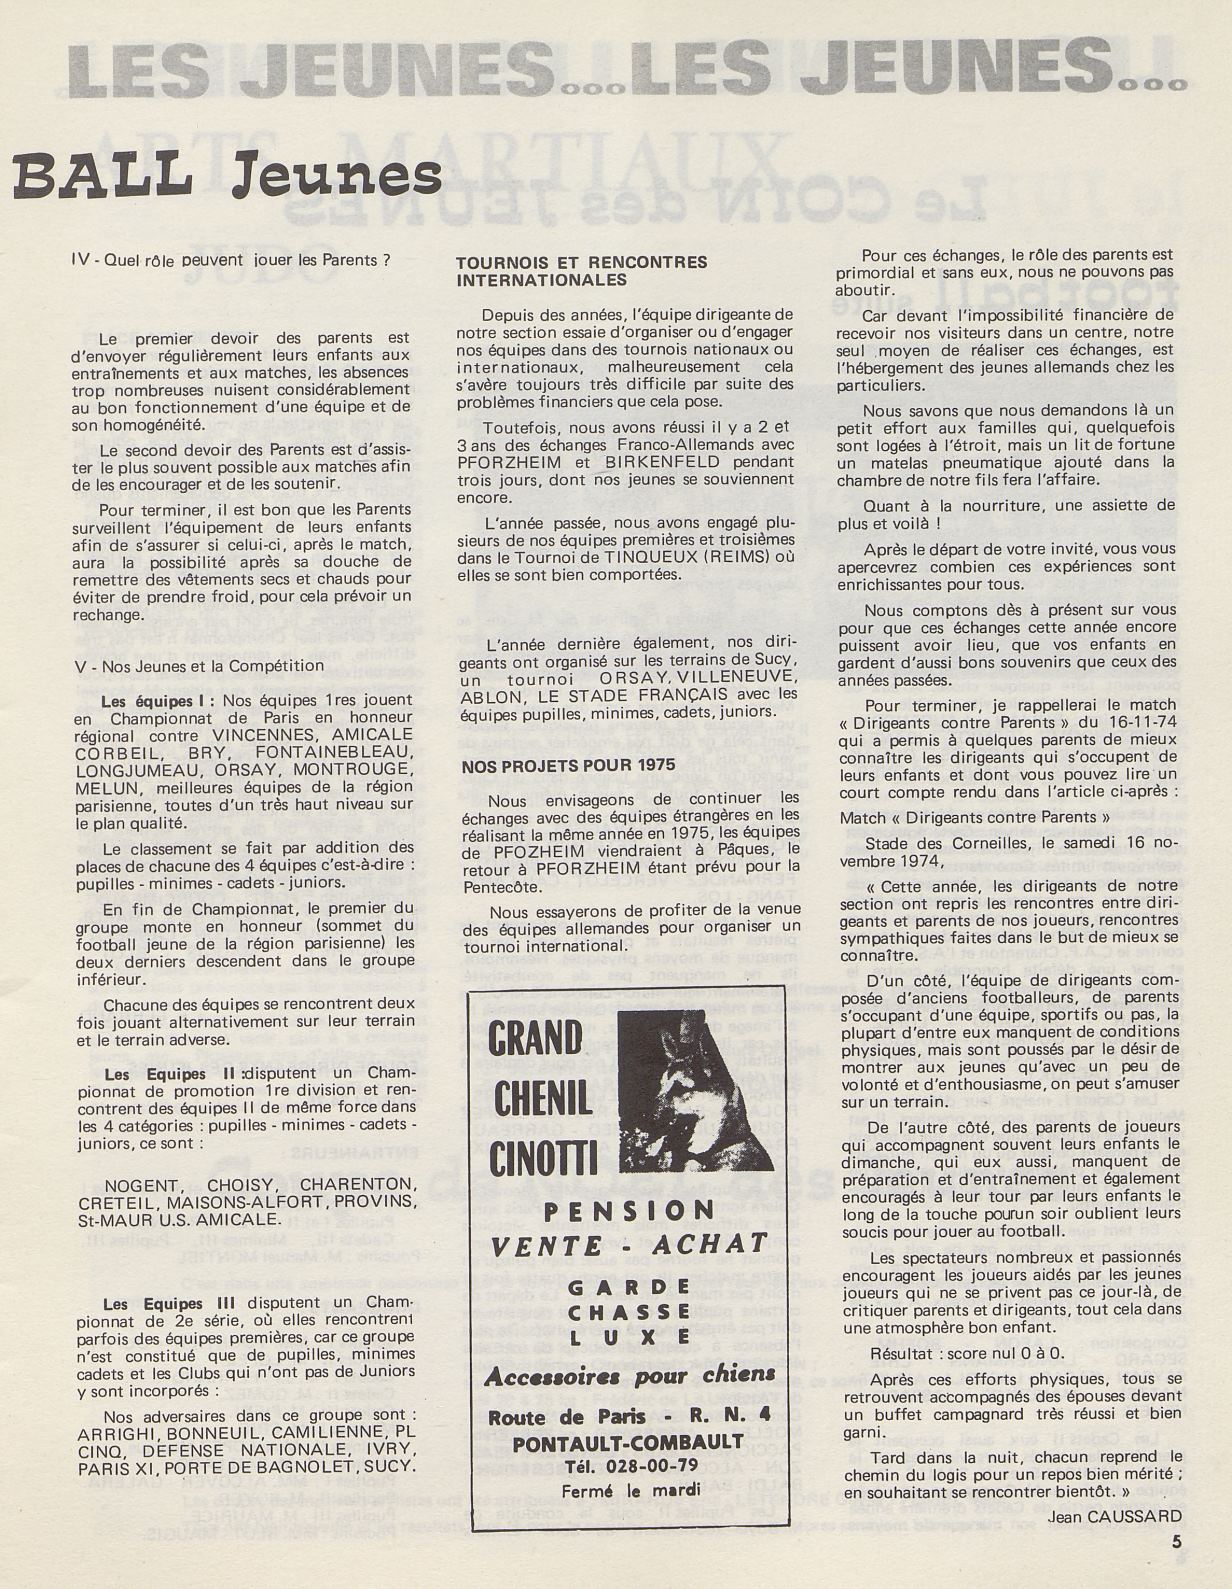 LES JEUNES...LES JEUNES...
BALL Jeunes
IV - Quel rôle peuvent jouer les Parents ?
Le premier devoir des parents est
d'envoyer régulièrement leurs enfants aux
entraînements et aux matches, les absences
trop nombreuses nuisent considérablement
au bon fonctionnement d'une équipe et de
son homogénéité.
Le second devoir des Parents est d'assis-
ter le plus souvent possible aux matches afin
de les encourager et de les soutenir.
Pour terminer, il est bon que les Parents
surveillent l'équipement de leurs enfants
afin de s'assurer si celui-ci, après le match,
aura la possibilité après sa douche de
remettre des vêtements secs et chauds pour
éviter de prendre froid, pour cela prévoir un
rechange.
V - Nos Jeunes et la Compétition
Les équipes I : Nos équipes 1res jouent
en Championnat de Paris en honneur
régional contre VINCENNES, AMICALE
CORBEIL, BRY, FONTAINEBLEAU,
LONGJUMEAU, ORSAY, MONTROUGE,
MELUN, meilleures équipes de la région
parisienne, toutes d'un très haut niveau sur
le plan qualité.
Le classement se fait par addition des
places de chacune des 4 équipes c'est-à-dire :
pupilles - minimes - cadets - juniors.
En fin de Championnat, le premier du
groupe monte en honneur (sommet du
football jeune de la région parisienne) les
deux derniers descendent dans le groupe
inférieur.
Chacune des équipes se rencontrent deux
fois jouant alternativement sur leur terrain
et le terrain adverse.
Les Equipes II :disputent un Cham-
pionnat de promotion 1re division et ren-
contrent des équipes II de même force dans
les 4 catégories : pupilles - minimes - cadets -
juniors, ce sont :
NOGENT, CHOISY, CHARENTON,
CRETEIL, MAISONS-ALFORT, PROVINS,
St-MAUR U.S. AMICALE.
Les Equipes III disputent un Cham-
pionnat de 2e série, où elles rencontrent
parfois des équipes premières, car ce groupe
n'est constitué que de pupilles, minimes
cadets et les Clubs qui n'ont pas de Juniors
y sont incorporés :
Nos adversaires dans ce groupe sont :
ARRIGHI, BONNEUIL, CAMILIENNE, PL
CINQ, DEFENSE NATIONALE, IVRY,
PARIS XI, PORTE DE BAGNOLET, SUCY.
TOURNOIS ET RENCONTRES
INTERNATIONALES
Depuis des années, l'équipe dirigeante de
notre section essaie d'organiser ou d'engager
nos équipes dans des tournois nationaux ou
internationaux, malheureusement cela
s'avère toujours très difficile par suite des
problèmes financiers que cela pose.
Toutefois, nous avons réussi il y a 2 et
3 ans des échanges Franco-Allemands avec
PFORZHEIM et BIRKENFELD pendant
trois jours, dont nos jeunes se souviennent
encore.
L'année passée, nous avons engagé plu-
sieurs de nos équipes premières et troisièmes
dans le Tournoi de TINQUEUX (REIMS) où
elles se sont bien comportées.
L'année dernière également, nos diri-
geants ont organisé sur les terrains de Sucy,
un tournoi ORSAY, VILLENEUVE,
ABLON, LE STADE FRANÇAIS avec les
équipes pupilles, minimes, cadets, juniors.
NOS PROJETS POUR 1975
Nous envisageons de continuer les
échanges avec des équipes étrangères en les
réalisant la même année en 1975, les équipes
de PFOZHEIM viendraient à Pâques, le
retour à PFORZHEIM étant prévu pour la
Pentecôte.
Nous essayerons de profiter de la venue
des équipes allemandes pour organiser un
tournoi international.
GRAND
CHENIL
CINOTTI
PENSION
VENTE - ACHAT
GARDE
CHASSE
LUXE
Accessoires pour chiens
Route de Paris - R. N. 4
PONTAULT-COMBAULT
Tél. 028-00-79
Fermé le mardi
Pour ces échanges, le rôle des parents est
primordial et sans eux, nous ne pouvons pas
aboutir.
Car devant l'impossibilité financière de
recevoir nos visiteurs dans un centre, notre
seul moyen de réaliser ces échanges, est
l'hébergement des jeunes allemands chez les
particuliers.
Nous savons que nous demandons là un
petit effort aux familles qui, quelquefois
sont logées à l'étroit, mais un lit de fortune
un matelas pneumatique ajouté dans la
chambre de notre fils fera l'affaire.
Quant à la nourriture, une assiette de
plus et voilà !
Après le départ de votre invité, vous vous
apercevrez combien ces expériences sont
enrichissantes pour tous.
Nous comptons dès à présent sur vous
pour que ces échanges cette année encore
puissent avoir lieu, que vos enfants en
gardent d'aussi bons souvenirs que ceux des
années passées.
Pour terminer, je rappellerai le match
« Dirigeants contre Parents » du 16-11-74
qui a permis à quelques parents de mieux
connaître les dirigeants qui s'occupent de
leurs enfants et dont vous pouvez lire un
court compte rendu dans l'article ci-après :
Match « Dirigeants contre Parents »
Stade des Corneilles, le samedi 16 no-
vembre 1974,
« Cette année, les dirigeants de notre
section ont repris les rencontres entre diri-
geants et parents de nos joueurs, rencontres
sympathiques faites dans le but de mieux se
connaître.
D'un côté, l'équipe de dirigeants com-
posée d'anciens footballeurs, de parents
s'occupant d'une équipe, sportifs ou pas, la
plupart d'entre eux manquent de conditions
physiques, mais sont poussés par le désir de
montrer aux jeunes qu'avec un peu de
volonté et d'enthousiasme, on peut s'amuser
sur un terrain.
De l'autre côté, des parents de joueurs
qui accompagnent souvent leurs enfants le
dimanche, qui eux aussi, manquent de
préparation et d'entraînement et également
encouragés à leur tour par leurs enfants le
long de la touche pourun soir oublient leurs
soucis pour jouer au football.
Les spectateurs nombreux et passionnés
encouragent les joueurs aidés par les jeunes
joueurs qui ne se privent pas ce jour-là, de
critiquer parents et dirigeants, tout cela dans
une atmosphère bon enfant.
Résultat : score nul 0 à 0.
Après ces efforts physiques, tous se
retrouvent accompagnés des épouses devant
un buffet campagnard très réussi et bien
garni.
Tard dans la nuit, chacun reprend le
chemin du logis pour un repos bien mérité ;
en souhaitant se rencontrer bientôt. »
Jean CAUSSARD
5